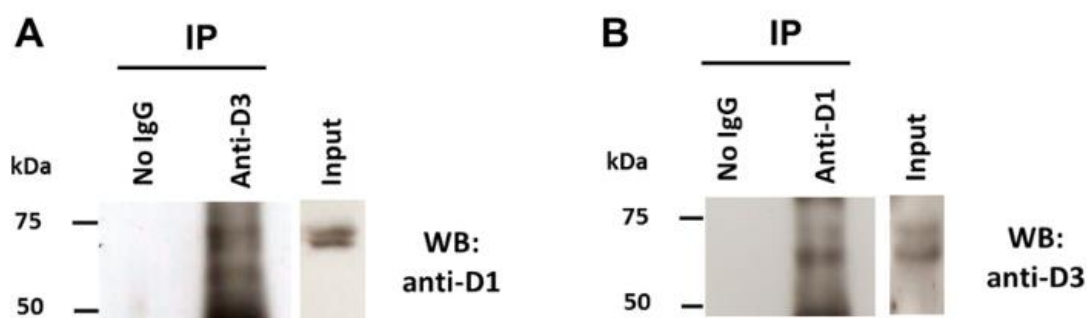 A
IP
No IgG
Anti-D3
Input
kDa
75
50
WB:
anti-D1
B
IP
No IgG
Anti-D1
Input
kDa
75
50
WB:
anti-D3